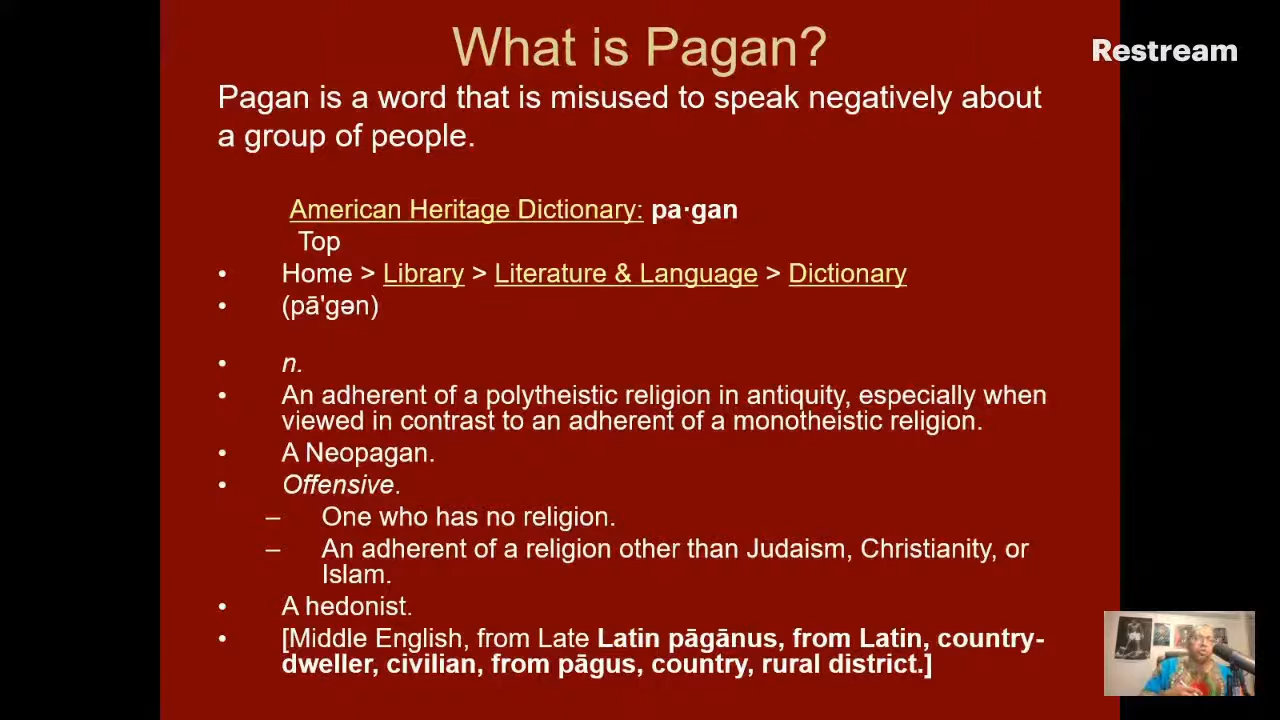 What is Pagan?
Restream
Pagan is a word that is misused to speak negatively about
a group of people.
American Heritage Dictionary: pa·gan
Top
• Home > Library > Literature & Language > Dictionary
• (pā'gən)
• n.
• An adherent of a polytheistic religion in antiquity, especially when
viewed in contrast to an adherent of a monotheistic religion.
• A Neopagan.
• Offensive.
– One who has no religion.
– An adherent of a religion other than Judaism, Christianity, or
Islam.
• A hedonist.
• [Middle English, from Late Latin pāgānus, from Latin, country-
dweller, civilian, from pāgus, country, rural district.]